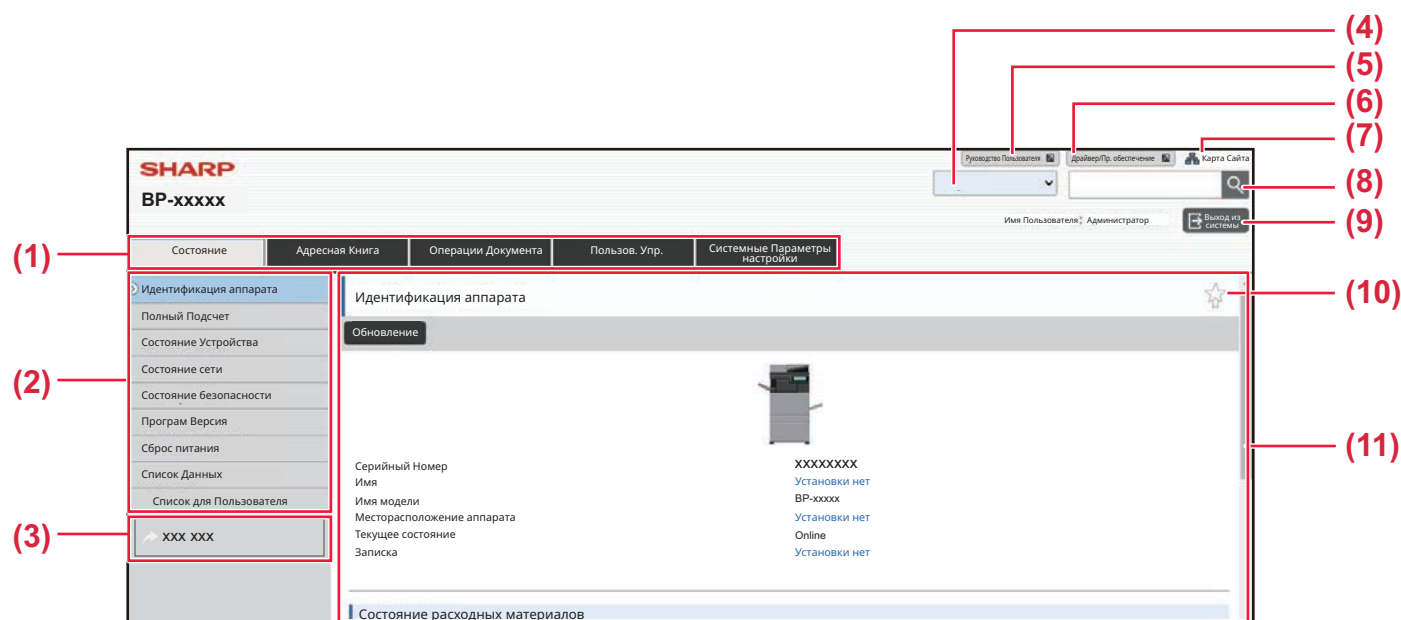 (4)
(5)
(6)
(7)
SHARP
Руководство Пользователя Драйвер/Пр. обеспечение Карта Сайта
BP-xxxxx
(8)
Имя Пользователя: Администратор
Выход из
системы
(9)
(1)
Состояние Адресная Книга Операции Документа Пользов. Упр. Системные Параметры
настройки
(2)
Идентификация аппарата
Полный Подсчет
Состояние Устройства
Состояние сети
Состояние безопасности
Програм Версия
Сброс питания
Список Данных
Список для Пользователя
(3)
XXX XXX
Идентификация аппарата
(10)
Обновление
(11)
Серийный Номер XXXXXXXX
Имя Установки нет
Имя модели BP-xxxxx
Месторасположение аппарата Установки нет
Текущее состояние Online
Записка Установки нет
Состояние расходных материалов